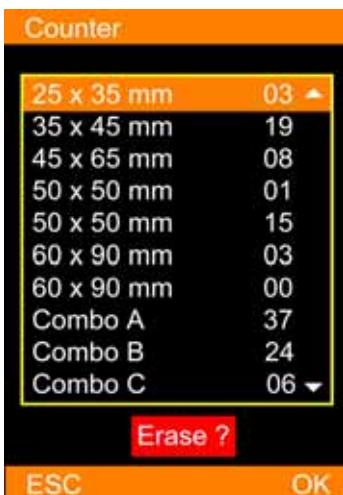 Counter
25 x 35 mm 03
35 x 45 mm 19
45 x 65 mm 08
50 x 50 mm 01
50 x 50 mm 15
60 x 90 mm 03
60 x 90 mm 00
Combo A 37
Combo B 24
Combo C 06
Erase ?
ESC OK